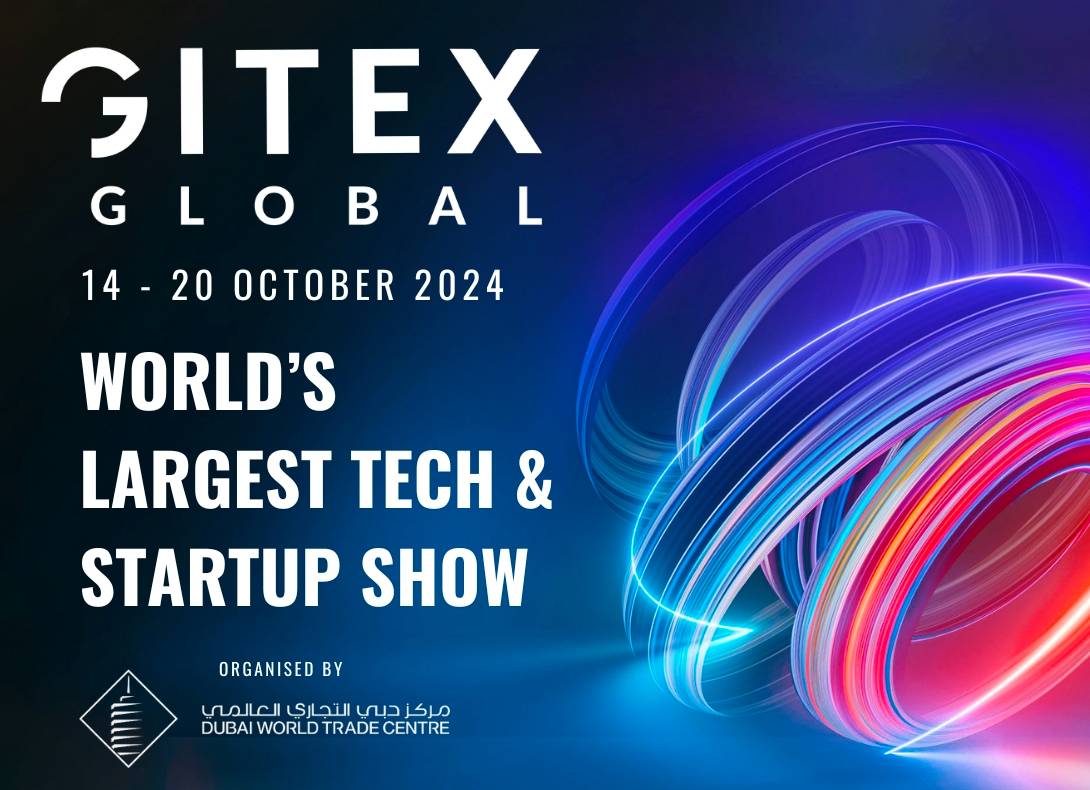 GITEX
GLOBAL
14 - 20 OCTOBER 2024
WORLD'S
LARGEST TECH &
STARTUP SHOW
ORGANISED BY
مركز دبي التجاري العالمي
DUBAI WORLD TRADE CENTRE